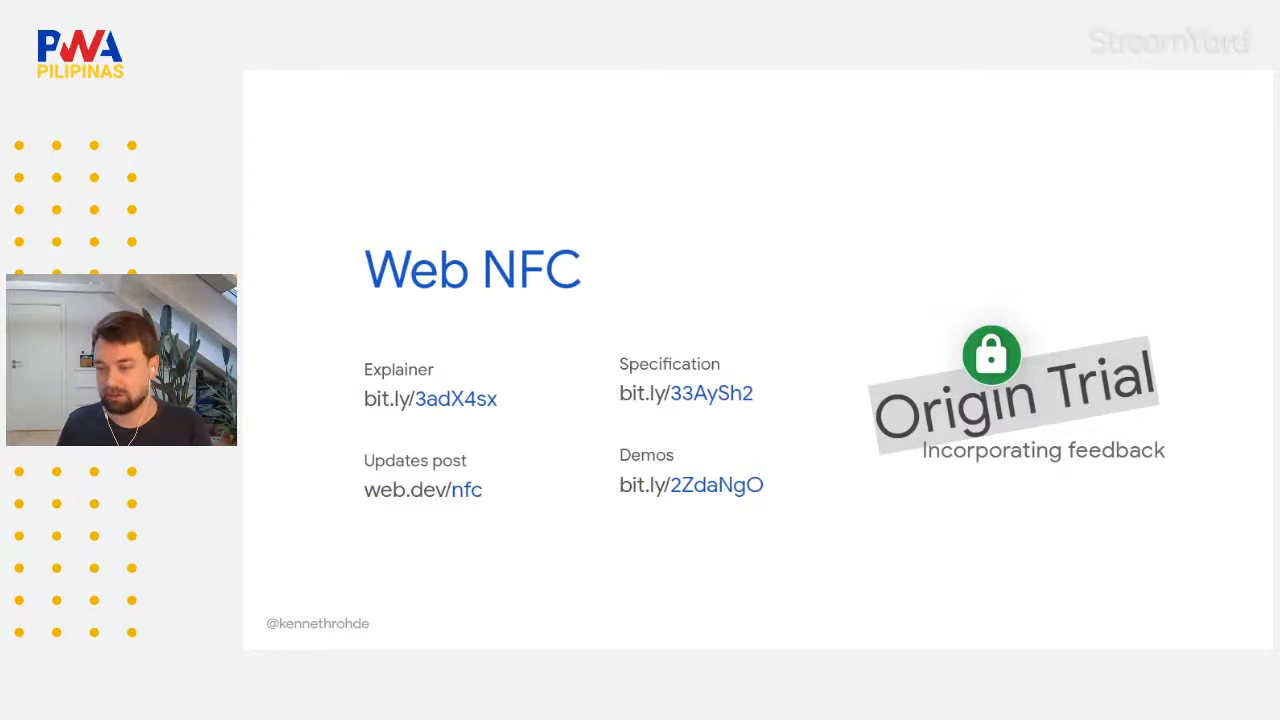 PWA
PILIPINAS
StreamYard
Web NFC
Explainer
bit.ly/3adX4sx
Specification
bit.ly/33AySh2
Updates post
web.dev/nfc
Demos
bit.ly/2ZdaNgO
Origin Trial
Incorporating feedback
@kennethrohde